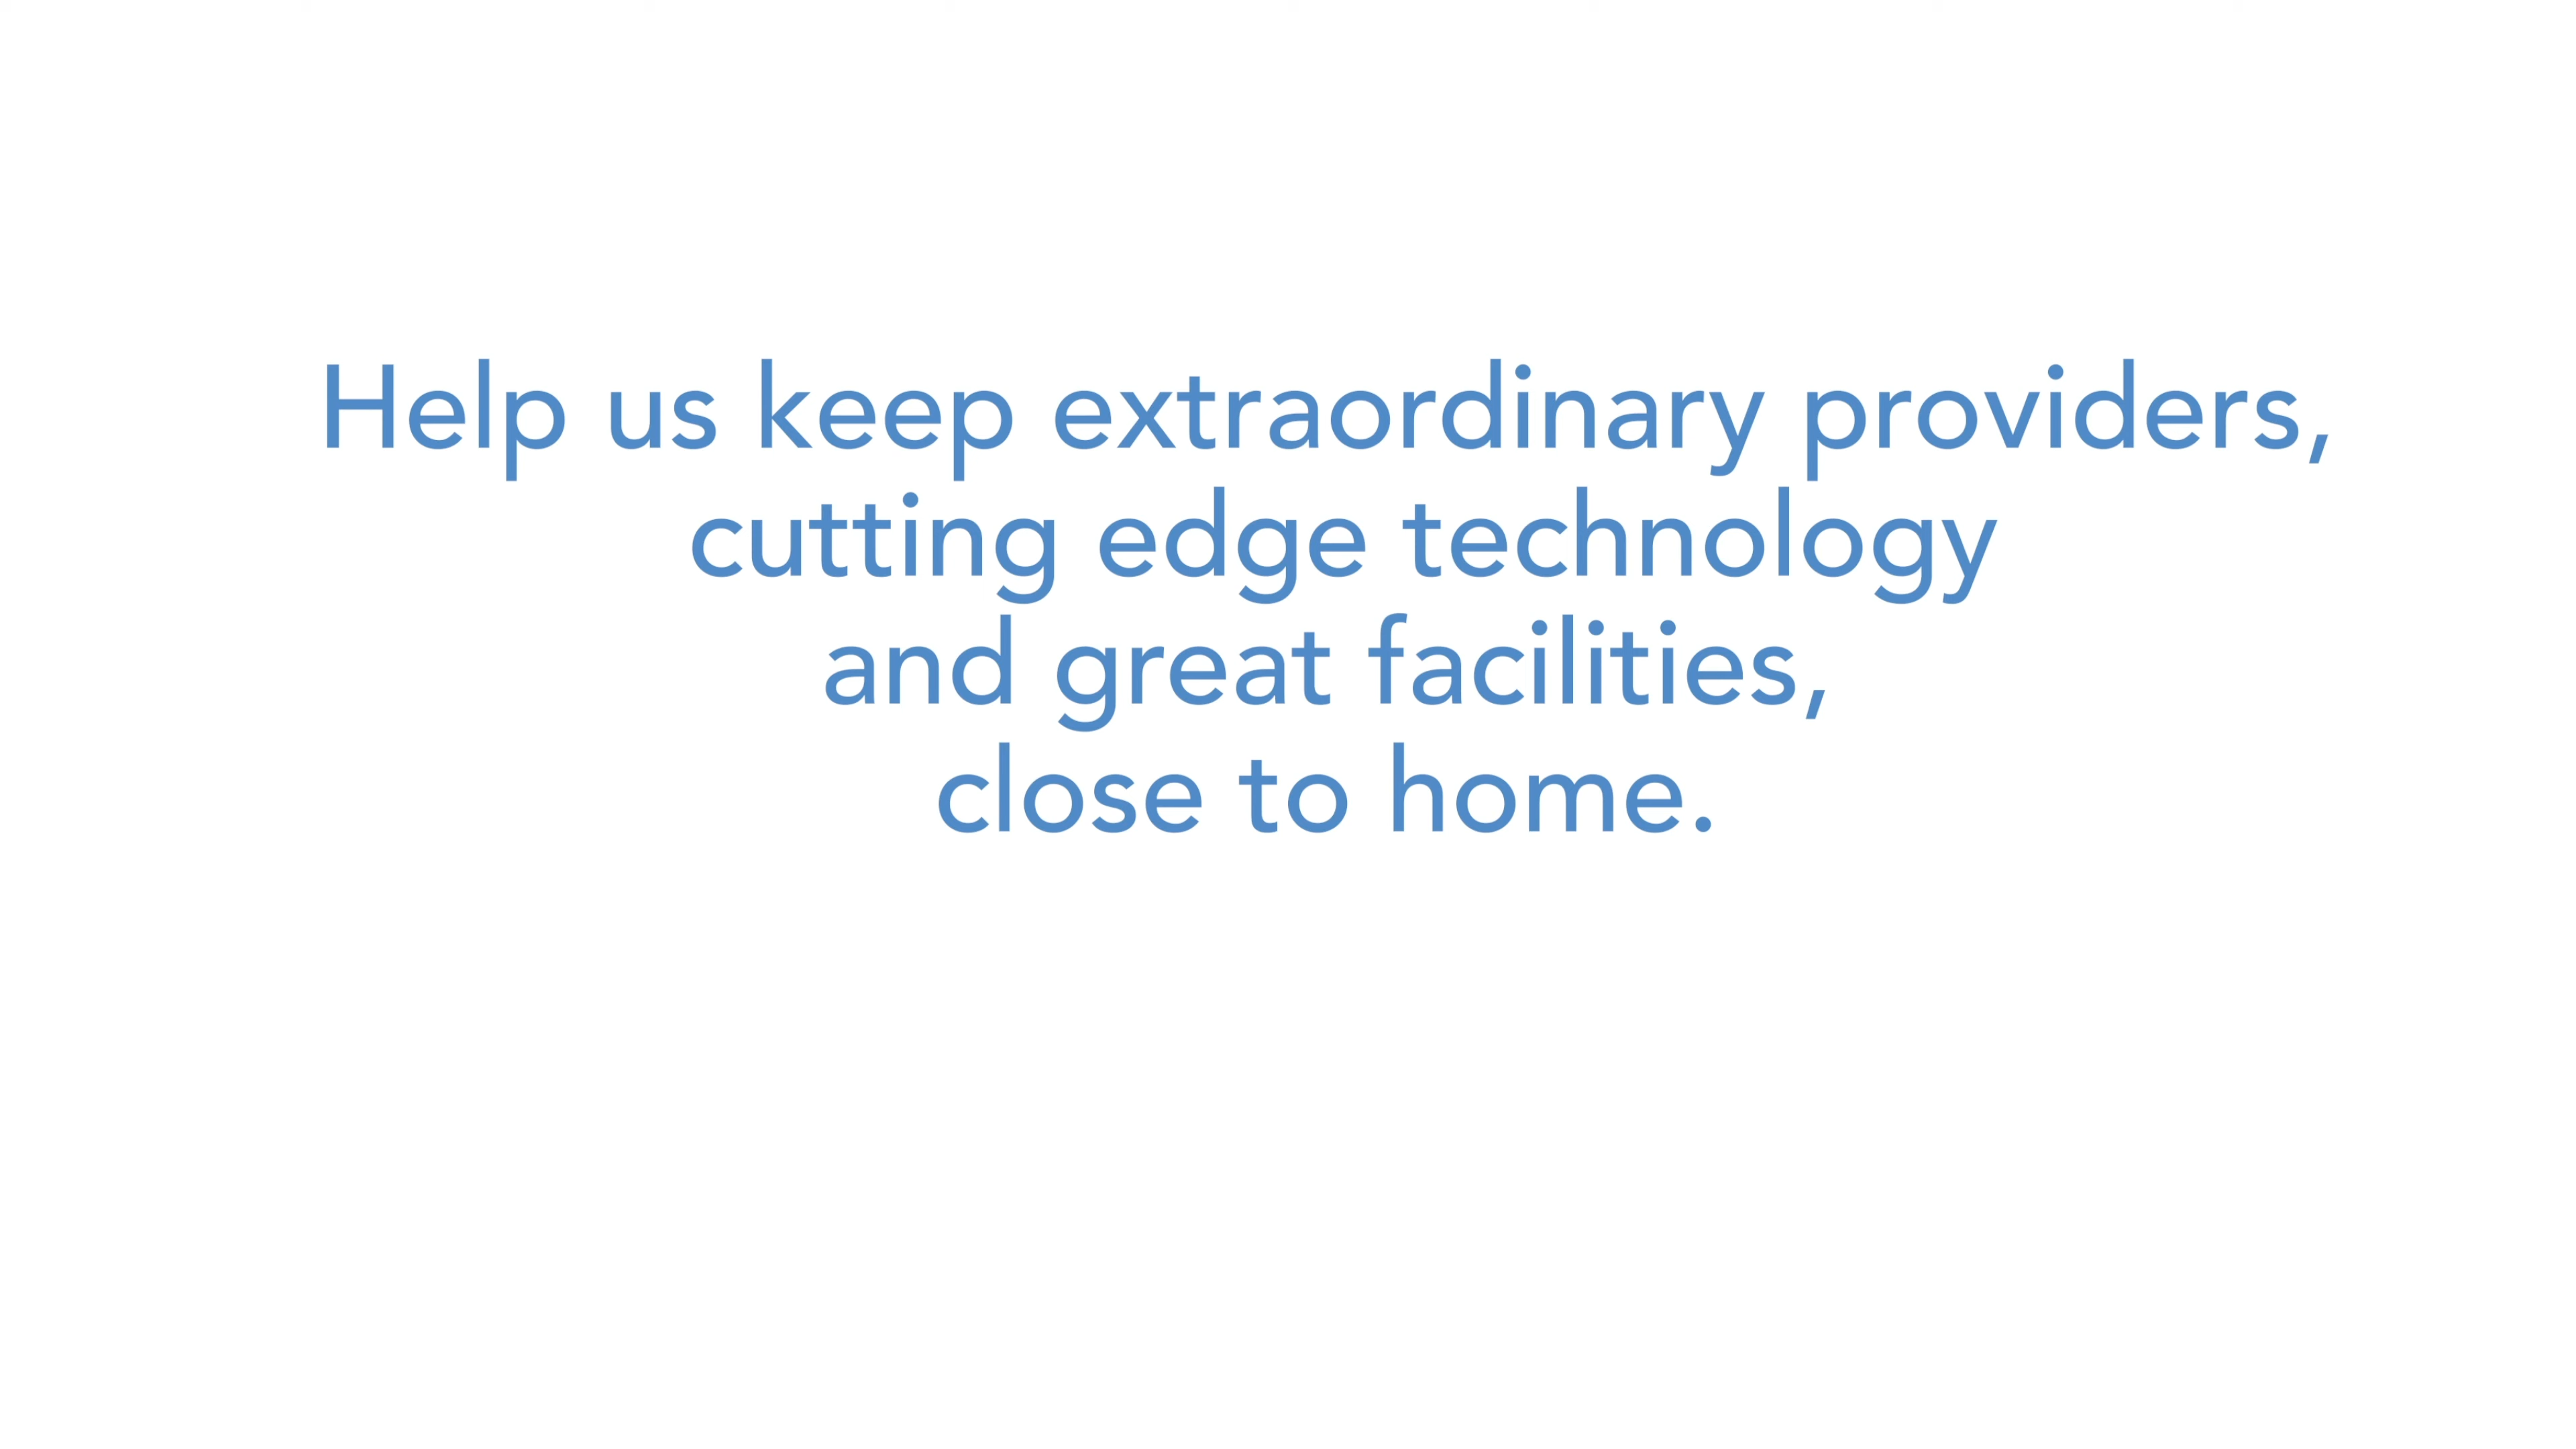 Help us keep extraordinary providers,
cutting edge technology
and great facilities,
close to home.